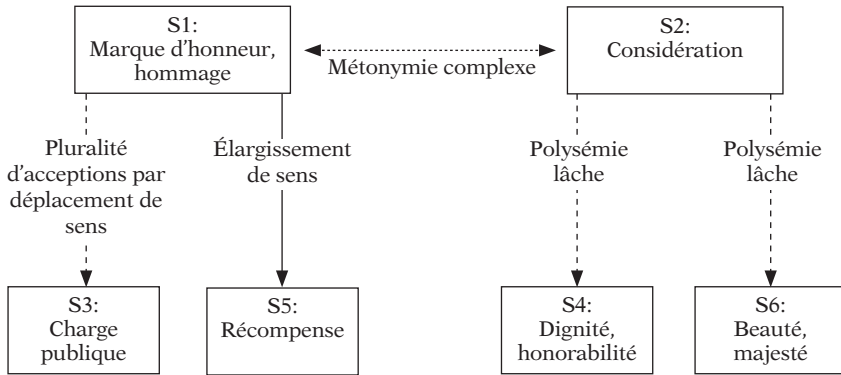 S1:
Marque d'honneur,
hommage
S2:
Considération
Métonymie complexe
Pluralité
d'acceptions par
déplacement de
sens
Élargissement
de sens
Polysémie
lâche
Polysémie
lâche
S3:
Charge
publique
S5:
Récompense
S4:
Dignité,
honorabilité
S6:
Beauté,
majesté